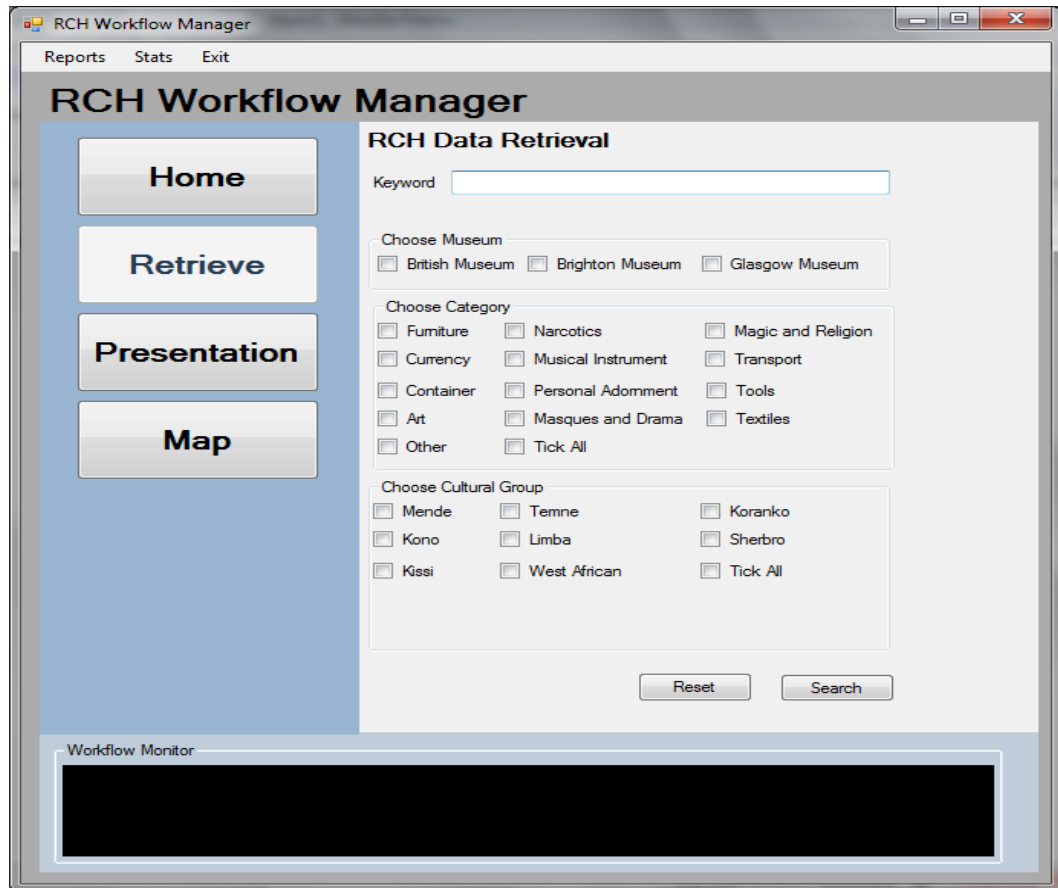 RCH Workflow Manager
Reports Stats Exit
RCH Workflow Manager
Home
Retrieve
Presentation
Map
RCH Data Retrieval
Keyword
Choose Museum
British Museum Brighton Museum Glasgow Museum
Choose Category
Furniture Narcotics Magic and Religion
Currency Musical Instrument Transport
Container Personal Adornment Tools
Art Masques and Drama Textiles
Other Tick All
Choose Cultural Group
Mende Temne Koranko
Kono Limba Sherbro
Kissi West African Tick All
Reset Search
Workflow Monitor